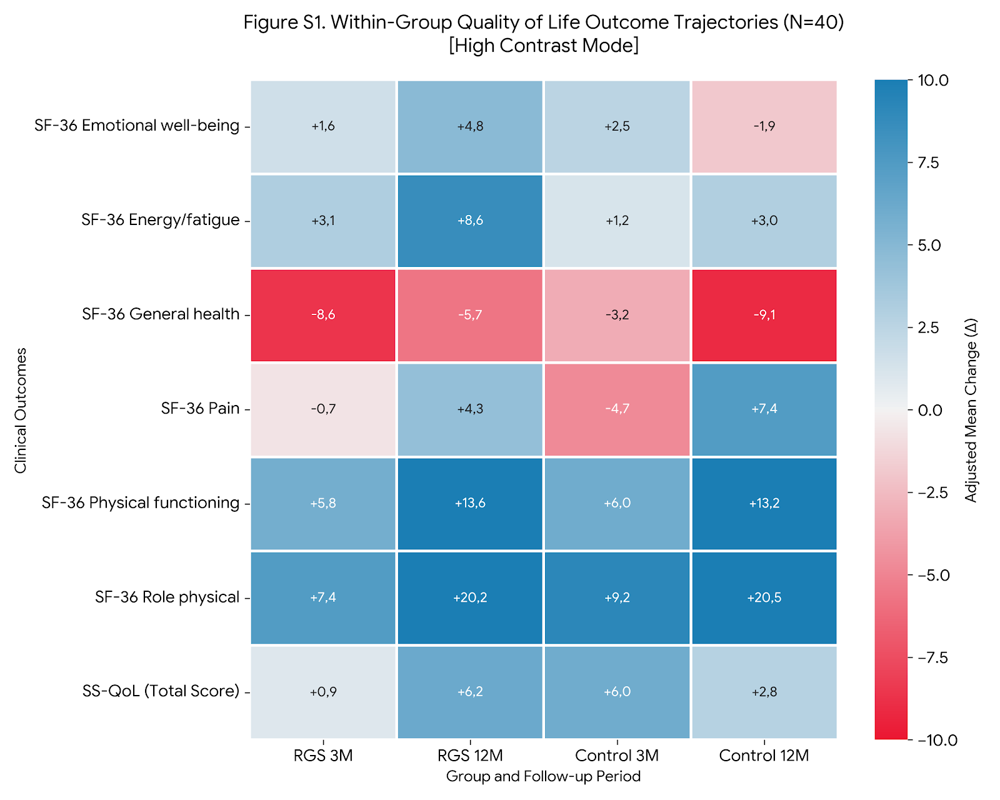 Figure S1. Within-Group Quality of Life Outcome Trajectories (N=40)
[High Contrast Mode]
Clinical Outcomes
SF-36 Emotional well-being
+1,6
+4,8
+2,5
-1,9
SF-36 Energy/fatigue
+3,1
+8,6
+1,2
+3,0
SF-36 General health
-8,6
-5,7
-3,2
-9,1
SF-36 Pain
-0,7
+4,3
-4,7
+7,4
SF-36 Physical functioning
+5,8
+13,6
+6,0
+13,2
SF-36 Role physical
+7,4
+20,2
+9,2
+20,5
SS-QoL (Total Score)
+0,9
+6,2
+6,0
+2,8
RGS 3M
RGS 12M
Control 3M
Control 12M
Group and Follow-up Period
10.0
7.5
5.0
2.5
0.0
−2.5
−5.0
−7.5
−10.0
Adjusted Mean Change (Δ)